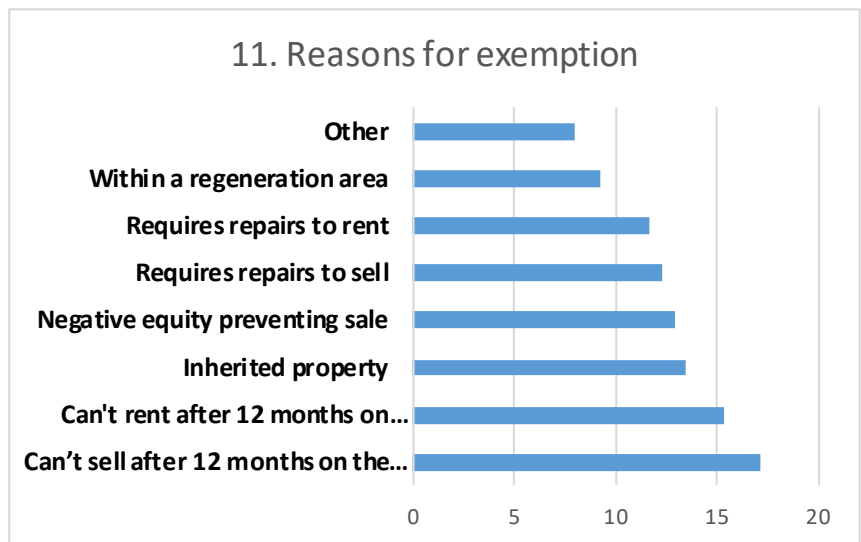 11. Reasons for exemption
Other
Within a regeneration area
Requires repairs to rent
Requires repairs to sell
Negative equity preventing sale
Inherited property
Can't rent after 12 months on...
Can’t sell after 12 months on the...
0 5 10 15 20